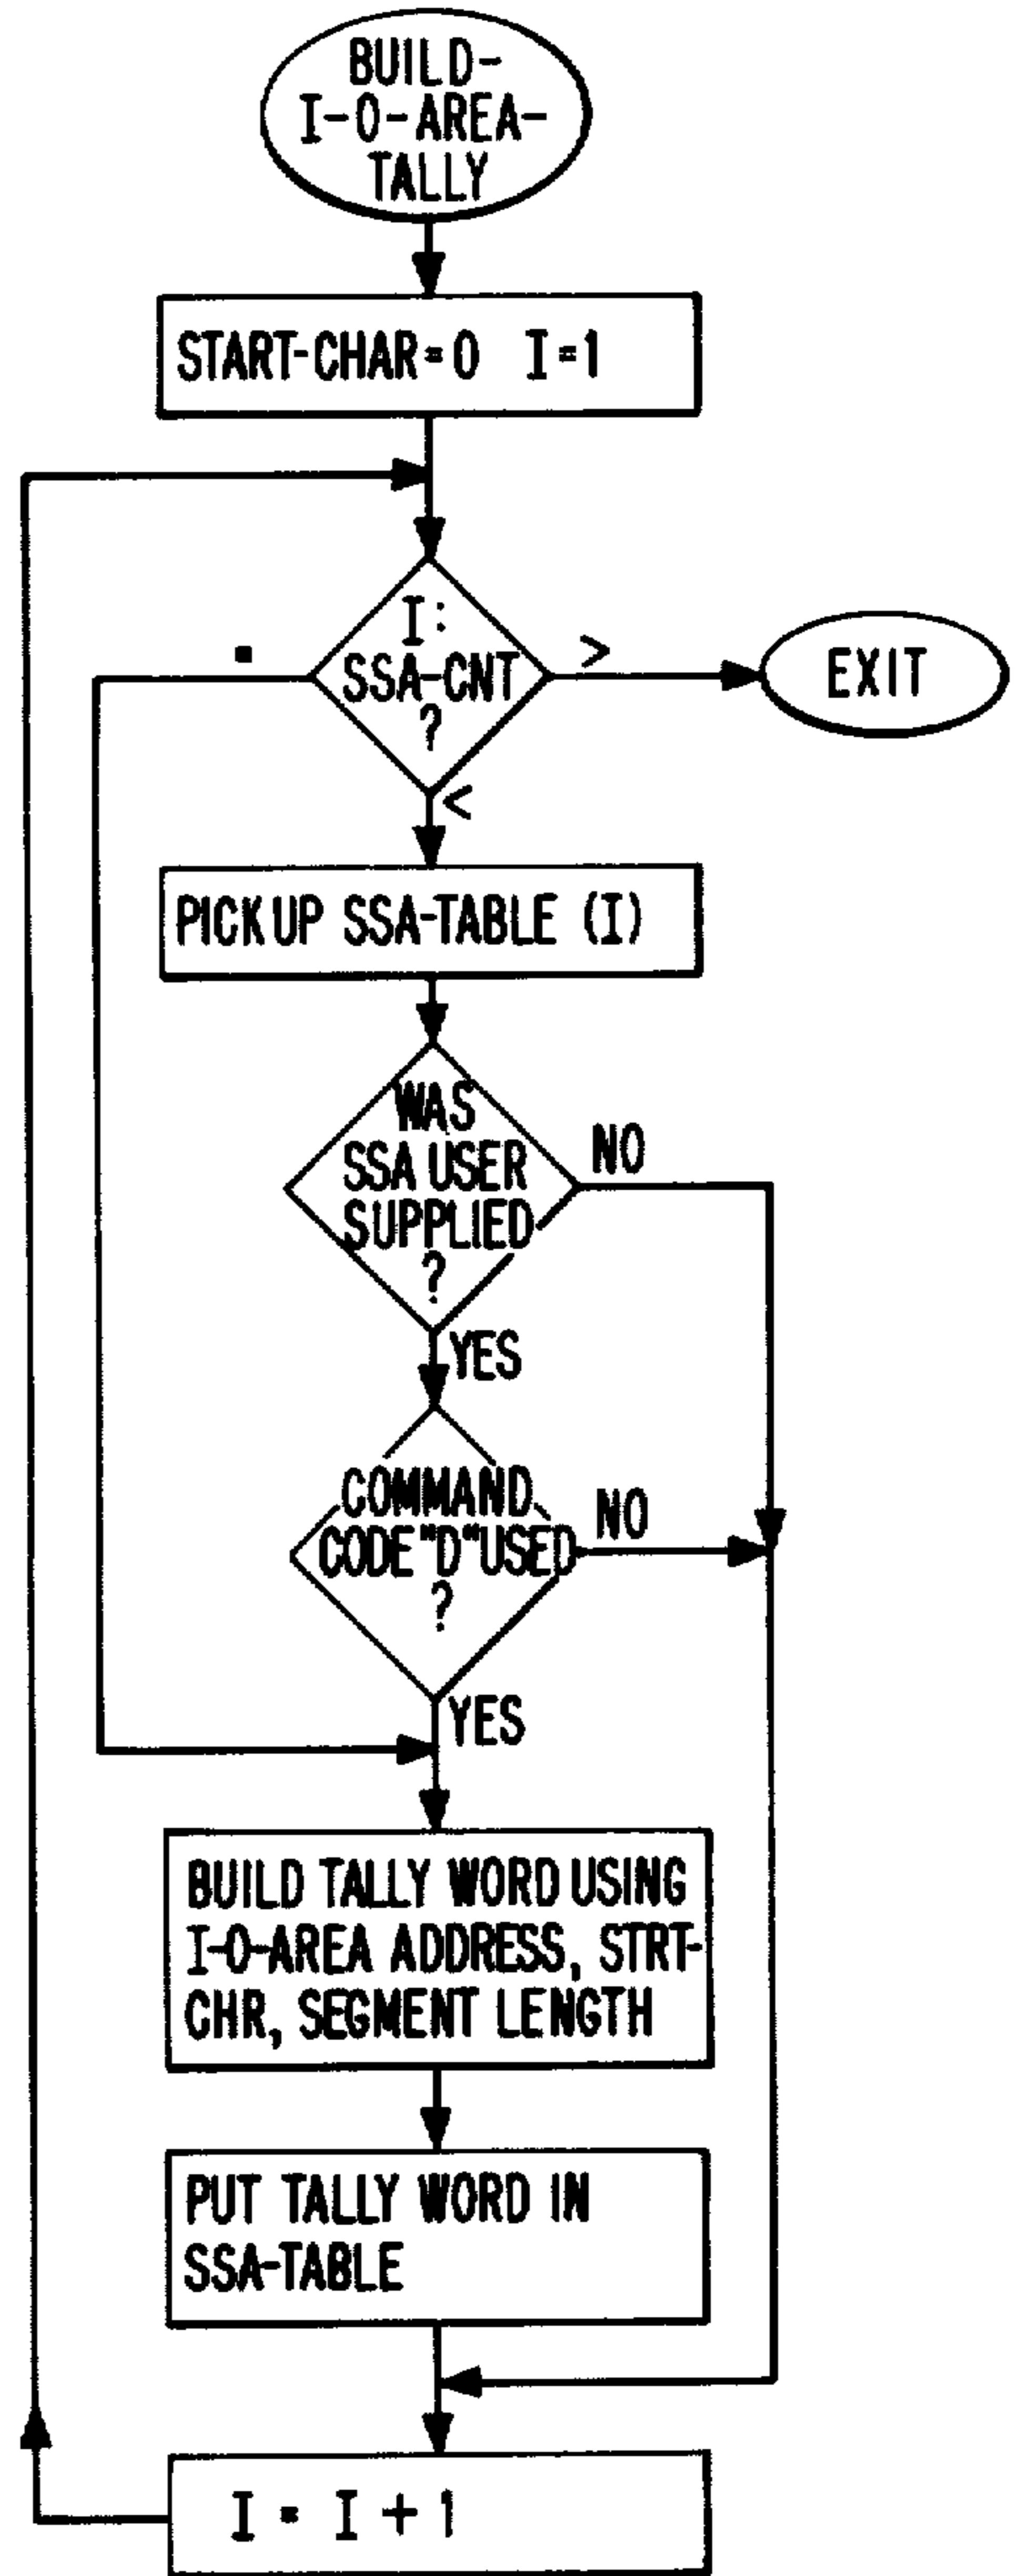 BUILD-
I-O-AREA-
TALLY
START-CHAR=0 I=1
I:
SSA-CNT
?
=
>
EXIT
<
PICKUP SSA-TABLE (I)
WAS
SSA USER
SUPPLIED
?
NO
YES
COMMAND
CODE "D" USED
?
NO
YES
BUILD TALLY WORD USING
I-O-AREA ADDRESS, STRT-
CHR, SEGMENT LENGTH
PUT TALLY WORD IN
SSA-TABLE
I = I + 1